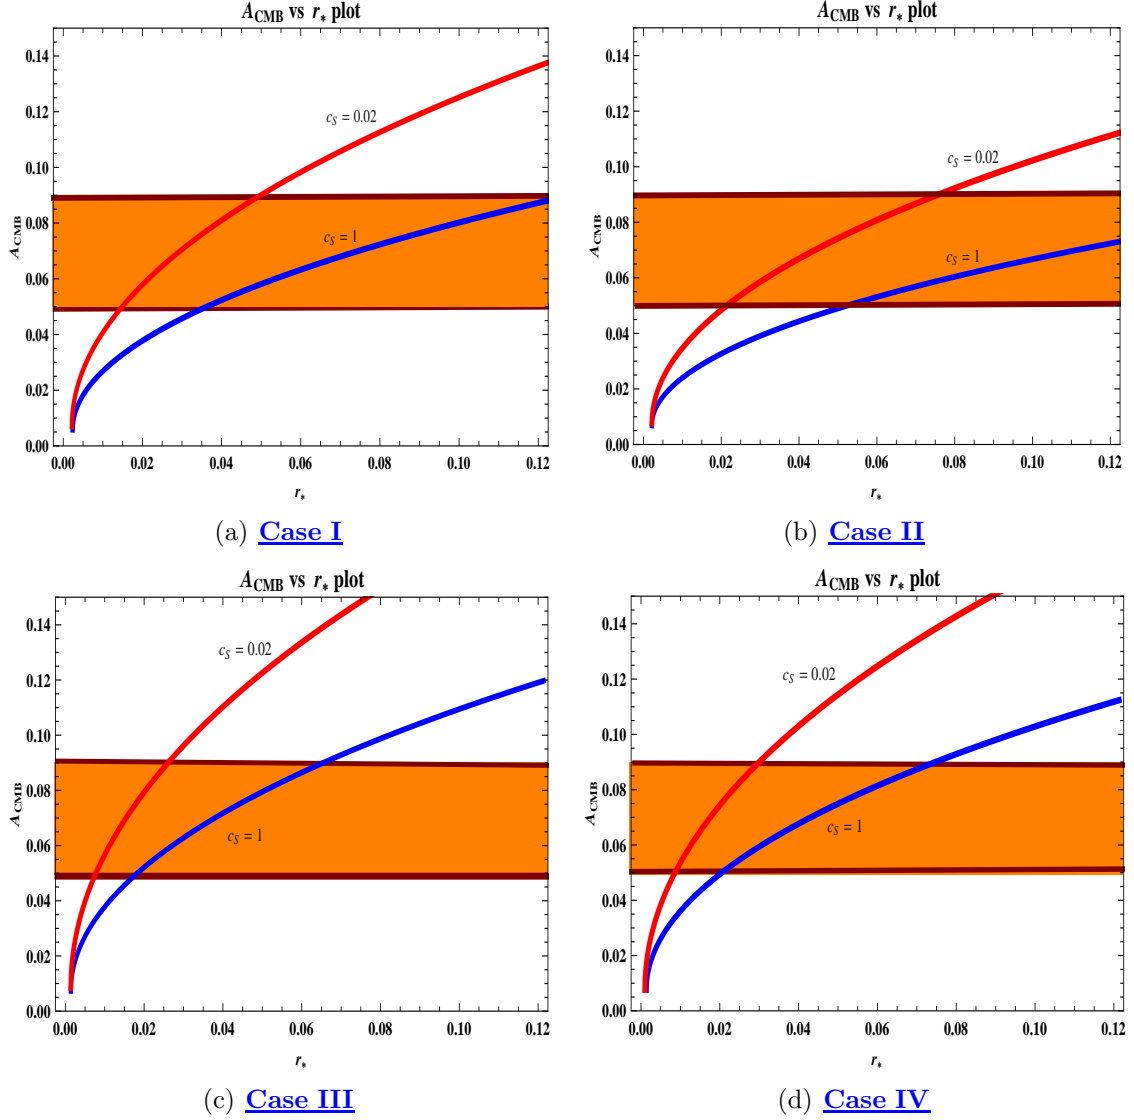 A_CMB vs r_* plot
0.14
0.12
0.10
0.08
0.06
0.04
0.02
0.00
A_CMB
c_S = 0.02
c_S = 1
0.00 0.02 0.04 0.06 0.08 0.10 0.12
r_*
(a) Case I
A_CMB vs r_* plot
0.14
0.12
0.10
0.08
0.06
0.04
0.02
0.00
A_CMB
c_S = 0.02
c_S = 1
0.00 0.02 0.04 0.06 0.08 0.10 0.12
r_*
(b) Case II
A_CMB vs r_* plot
0.14
0.12
0.10
0.08
0.06
0.04
0.02
0.00
A_CMB
c_S = 0.02
c_S = 1
0.00 0.02 0.04 0.06 0.08 0.10 0.12
r_*
(c) Case III
A_CMB vs r_* plot
0.14
0.12
0.10
0.08
0.06
0.04
0.02
0.00
A_CMB
c_S = 0.02
c_S = 1
0.00 0.02 0.04 0.06 0.08 0.10 0.12
r_*
(d) Case IV